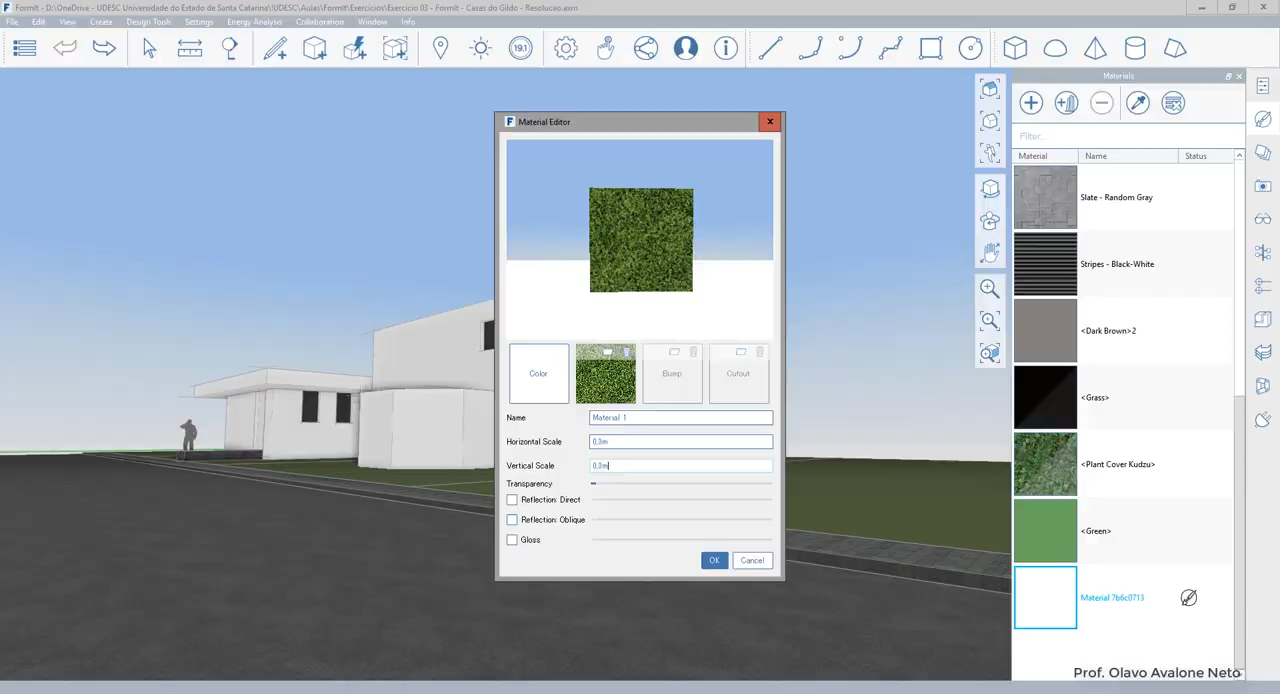 FormIt - D:\OneDrive - UDESC Universidade do Estado de Santa Catarina\UDESC\Aulas\FormIt\Exercicios\Exercicio 03 - FormIt - Casas do Gildo - Resolucao.axm
File Edit View Create Design Tools Settings Energy Analysis Collaboration Window Info
19.1
Materials
Filter...
Material Name Status
Slate - Random Gray
Stripes - Black-White
<Dark Brown>2
<Grass>
<Plant Cover Kudzu>
<Green>
Material 7b6c0713
Material Editor
Color Bump Cutout
Name Material 1
Horizontal Scale 0,3m
Vertical Scale 0,3m
Transparency
Reflection: Direct
Reflection: Oblique
Gloss
OK Cancel
Prof. Olavo Avalone Neto